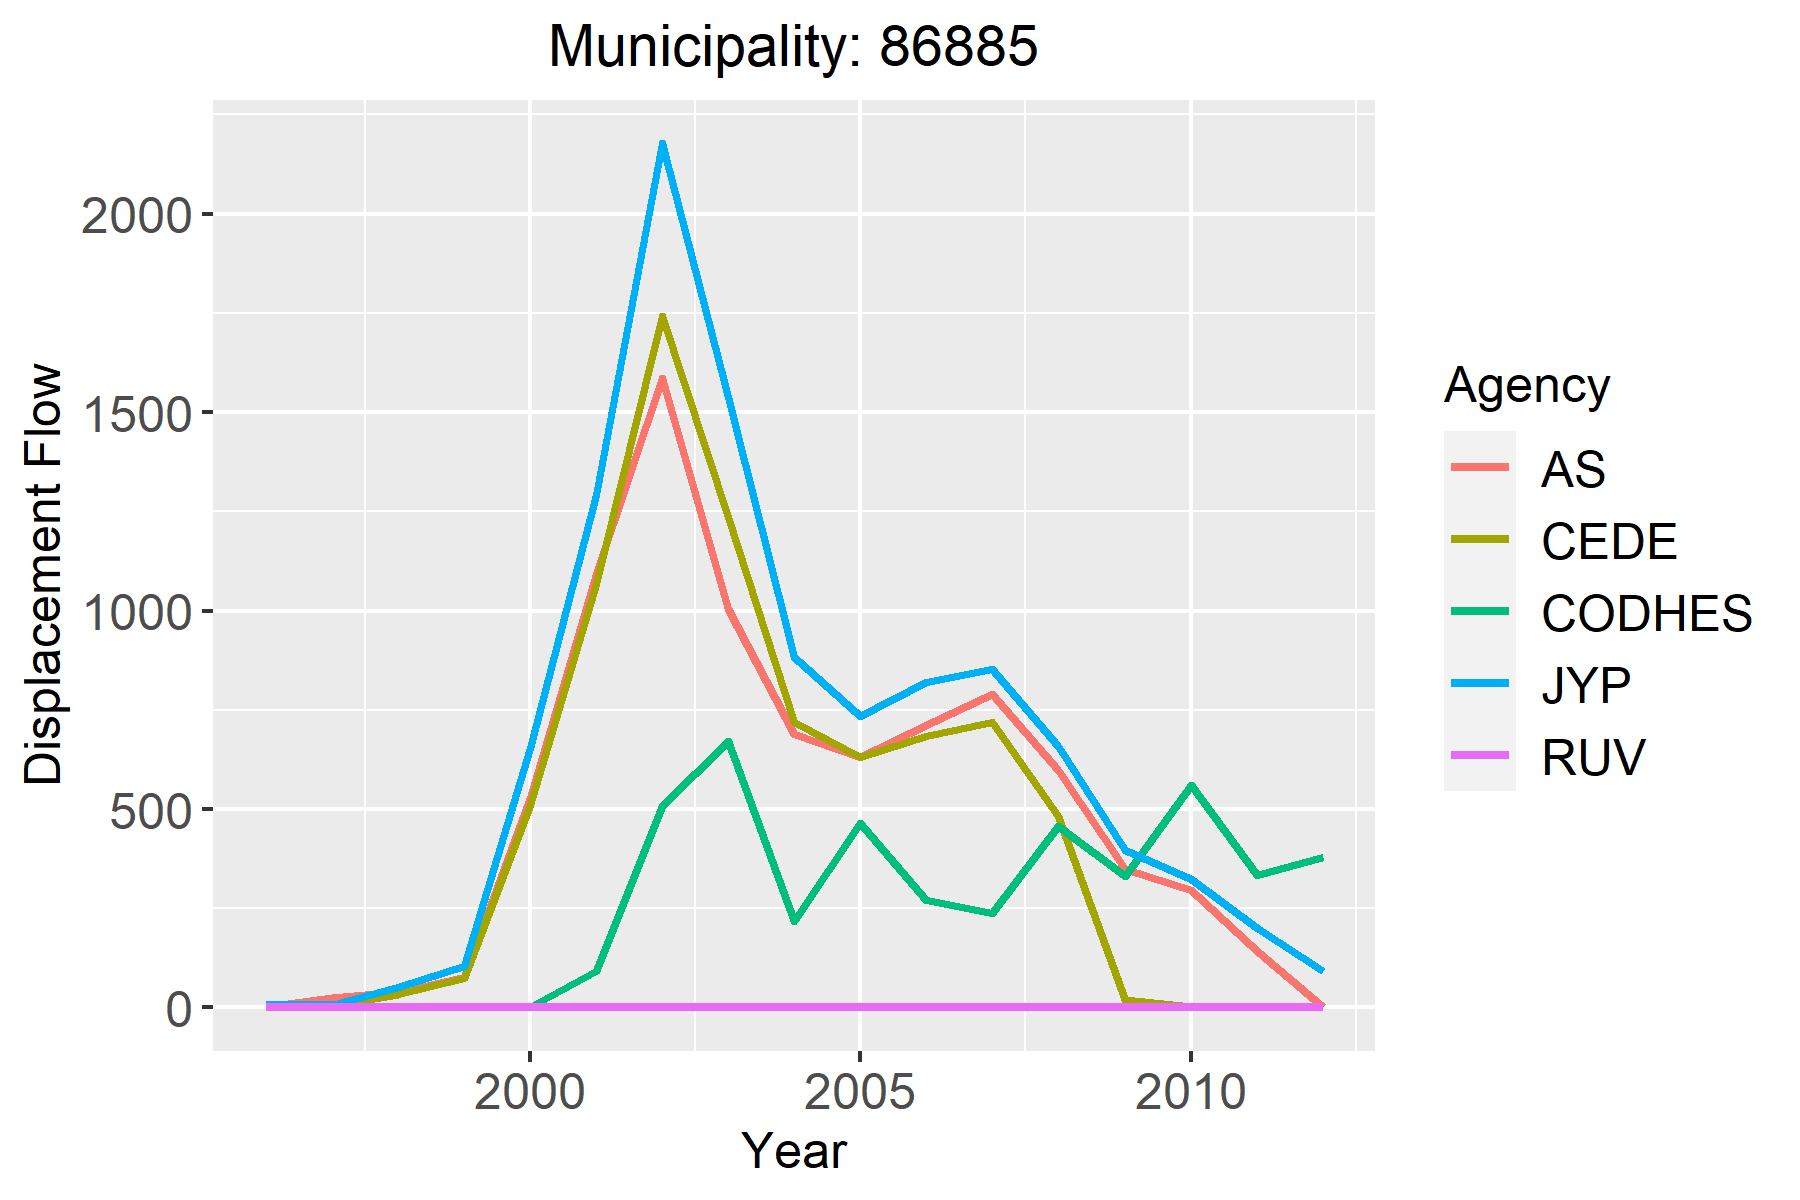 Municipality: 86885
Displacement Flow
2000
1500
1000
500
0
2000 2005 2010
Year
Agency
AS
CEDE
CODHES
JYP
RUV